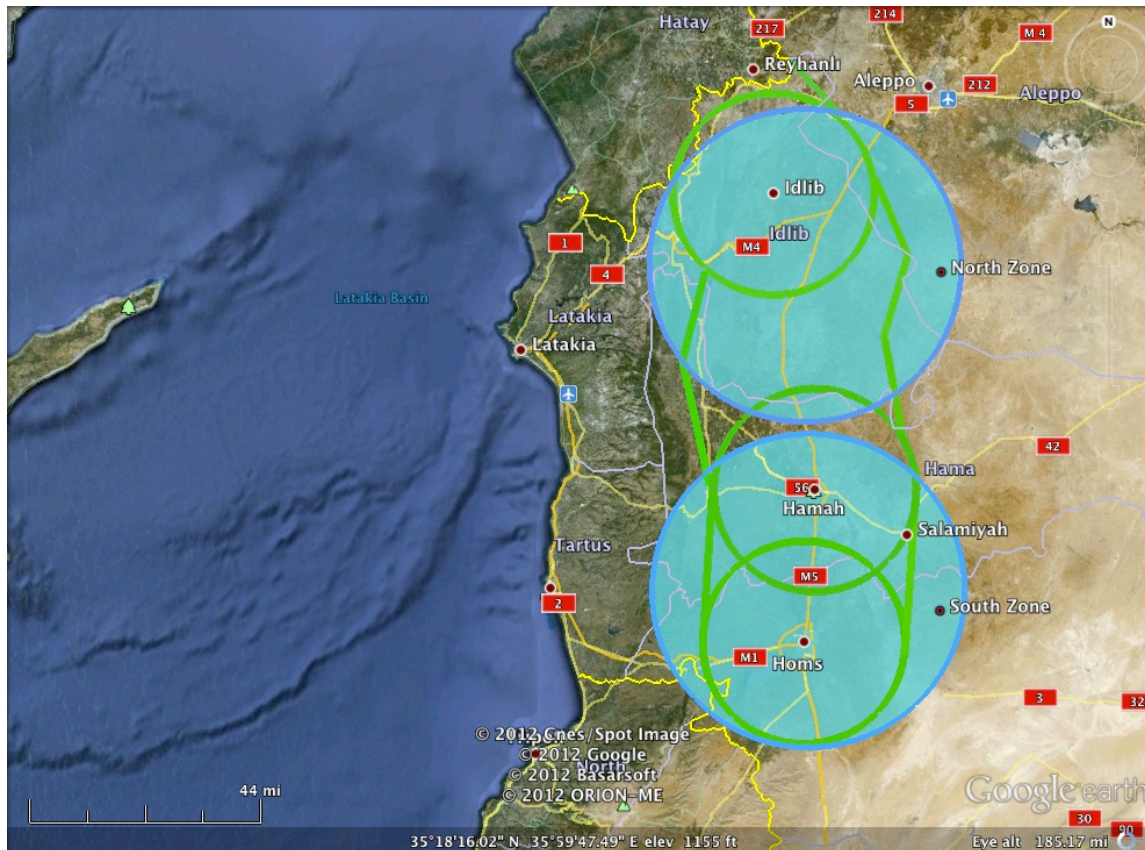 Hatay
217
214
M 4
N
Reyhanlı
Aleppo
212
5
Aleppo
Idlib
1
M4
Idlib
4
North Zone
Latakia Basin
Latakia
Latakia
42
56
Hama
Hamah
Salamiyah
Tartus
M5
2
South Zone
M1
Homs
3
32
© 2012 Cnes/Spot Image
© 2012 Google
North
© 2012 Basarsoft
© 2012 ORION-ME
44 mi
Google earth
30
90
35°18'16.02" N 35°59'47.49" E elev 1155 ft
Eye alt 185.17 mi